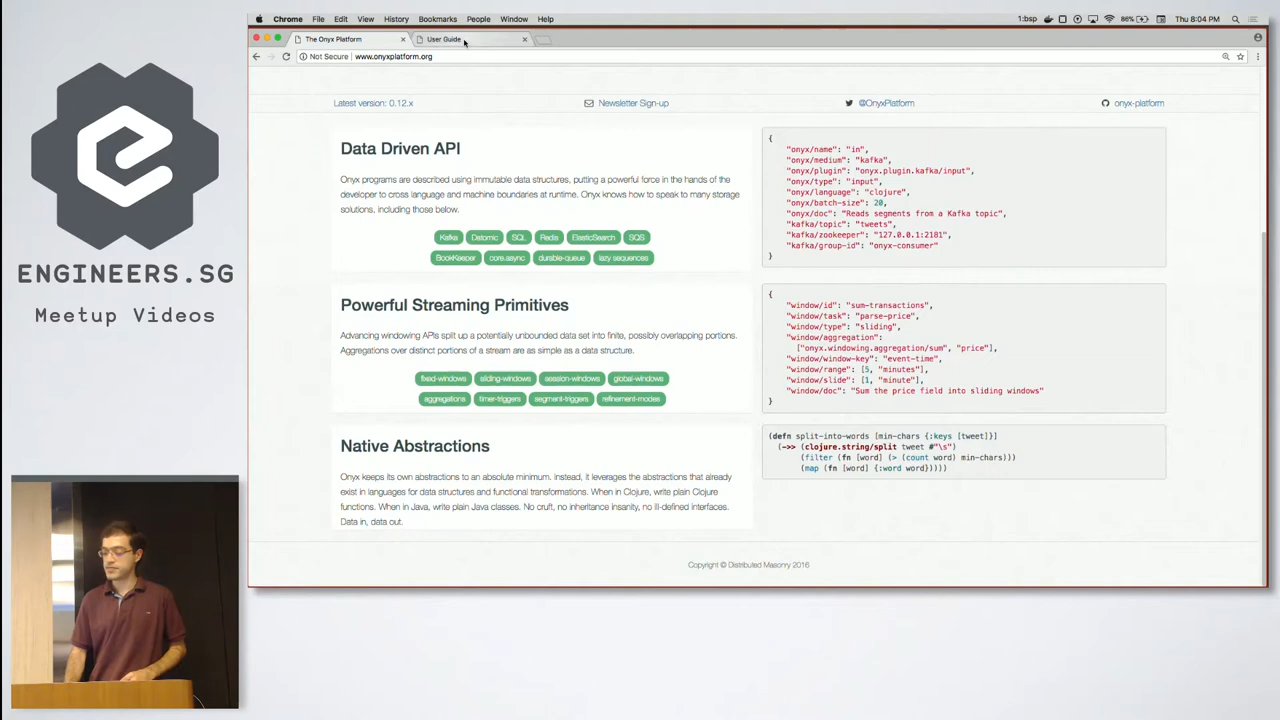 Chrome File Edit View History Bookmarks People Window Help
1:bsp
86%
Thu 8:04 PM
The Onyx Platform
User Guide
Not Secure
www.onyxplatform.org
Latest version: 0.12.x
Newsletter Sign-up
@OnyxPlatform
onyx-platform
Data Driven API
Onyx programs are described using immutable data structures, putting a powerful force in the hands of the
developer to cross language and machine boundaries at runtime. Onyx knows how to speak to many storage
solutions, including those below.
Kafka Datomic SQL Redis ElasticSearch SQS
BookKeeper core.async durable-queue lazy sequences
{
"onyx/name": "in",
"onyx/medium": "kafka",
"onyx/plugin": "onyx.plugin.kafka/input",
"onyx/type": "input",
"onyx/language": "clojure",
"onyx/batch-size": 20,
"onyx/doc": "Reads segments from a Kafka topic",
"kafka/topic": "tweets",
"kafka/zookeeper": "127.0.0.1:2181",
"kafka/group-id": "onyx-consumer"
}
Powerful Streaming Primitives
Advancing windowing APIs split up a potentially unbounded data set into finite, possibly overlapping portions.
Aggregations over distinct portions of a stream are as simple as a data structure.
fixed-windows sliding-windows session-windows global-windows
aggregations timer-triggers segment-triggers refinement-modes
{
"window/id": "sum-transactions",
"window/task": "parse-price",
"window/type": "sliding",
"window/aggregation":
["onyx.windowing.aggregation/sum", "price"],
"window/window-key": "event-time",
"window/range": [5, "minutes"],
"window/slide": [1, "minute"],
"window/doc": "Sum the price field into sliding windows"
}
Native Abstractions
Onyx keeps its own abstractions to an absolute minimum. Instead, it leverages the abstractions that already
exist in languages for data structures and functional transformations. When in Clojure, write plain Clojure
functions. When in Java, write plain Java classes. No cruft, no inheritance insanity, no ill-defined interfaces.
Data in, data out.
(defn split-into-words [min-chars {:keys [tweet]}]
(->> (clojure.string/split tweet #"\s")
(filter (fn [word] (> (count word) min-chars)))
(map (fn [word] {:word word}))))
Copyright © Distributed Masonry 2016
ENGINEERS.SG
Meetup Videos